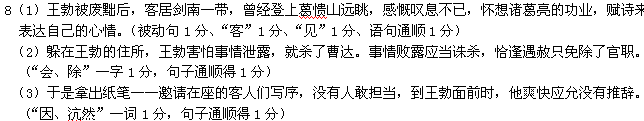 8（1）王勃被废黜后，客居剑南一带，曾经登上葛愦山远眺，感慨叹息不已，怀想诸葛亮的功业，赋诗来
表达自己的心情。（被动句 1 分、“客”1 分、“见”1 分、语句通顺 1 分）
（2）躲在王勃的住所，王勃害怕事情泄露，就杀了曹达。事情败露应当诛杀，恰逢遇赦只免除了官职。
（“会、除”一字 1 分，句子通顺得 1 分）
（3）于是拿出纸笔一一邀请在座的客人们写序，没有人敢担当，到王勃面前时，他爽快应允没有推辞。
（“因、沆然”一词 1 分，句子通顺得 1 分）